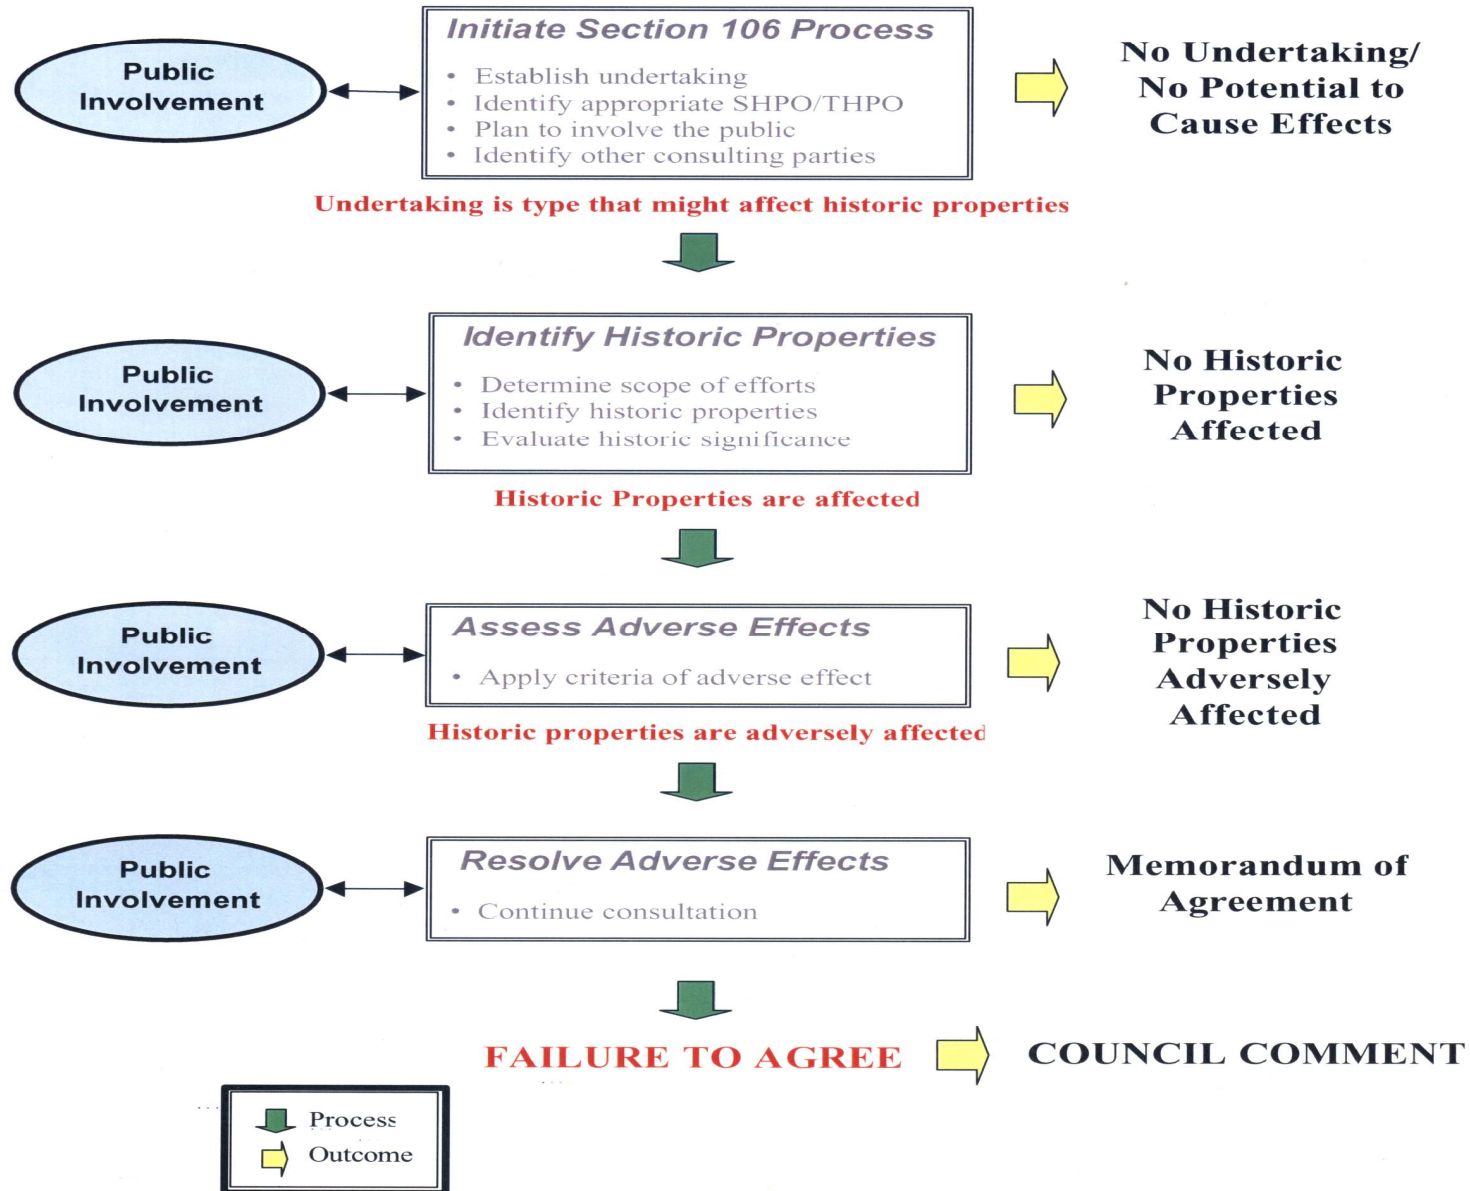 Initiate Section 106 Process
Public
Involvement
• Establish undertaking
• Identify appropriate SHPO/THPO
• Plan to involve the public
• Identify other consulting parties
No Undertaking/
No Potential to
Cause Effects
Undertaking is type that might affect historic properties
Identify Historic Properties
Public
Involvement
• Determine scope of efforts
• Identify historic properties
• Evaluate historic significance
No Historic
Properties
Affected
Historic Properties are affected
Assess Adverse Effects
Public
Involvement
• Apply criteria of adverse effect
No Historic
Properties
Adversely
Affected
Historic properties are adversely affected
Resolve Adverse Effects
Public
Involvement
• Continue consultation
Memorandum of
Agreement
FAILURE TO AGREE
COUNCIL COMMENT
Process
Outcome